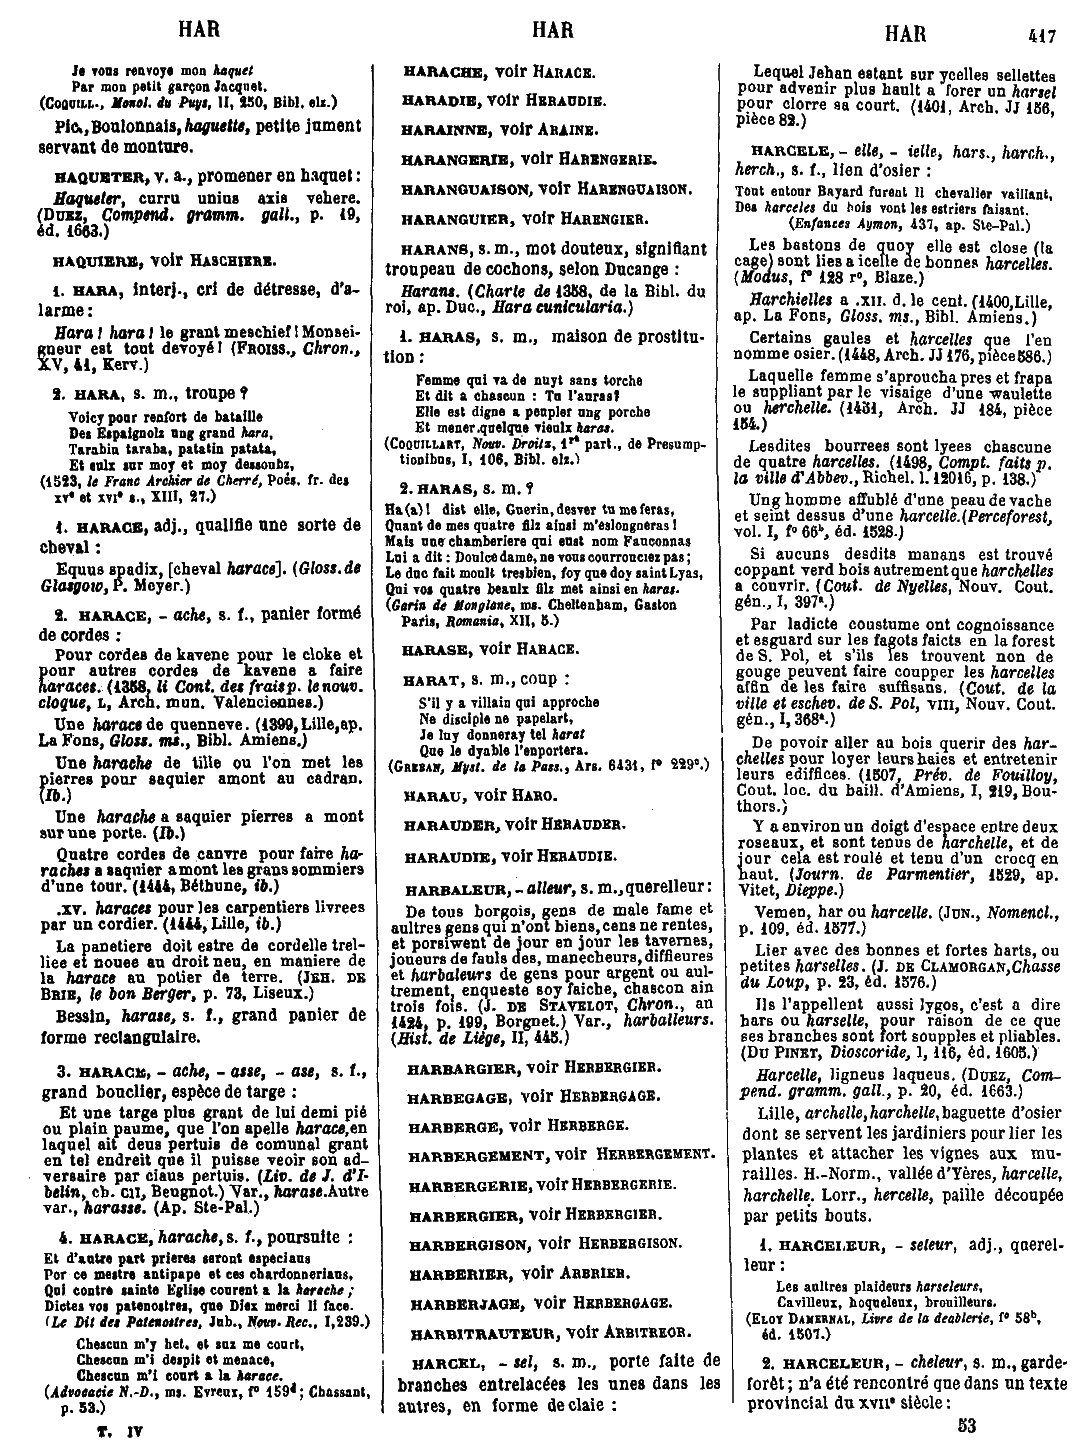 HAR
HAR
HAR
417
Je vous renvoye mon haquet
Par mon petit garçon Jacquet.
(COQUILL., Monol. du Puys, II, 250, Bibl. elz.)
Pic., Boulonnais, haguette, petite jument
servant de monture.
HAQUETER, v. a., promener en haquet :
Haqueter, curru unius axis vehere.
(DUEZ, Compend. gramm. gall., p. 19,
éd. 1663.)
HAQUIERE, voir HASCHIERE.
1. HARA, interj., cri de détresse, d'a-
larme :
Hara ! hara ! le grant meschief ! Monsei-
gneur est tout devoyé ! (FROISS., Chron.,
XV, 41, Kerv.)
2. HARA, s. m., troupe ?
Voicy pour renfort de bataille
Des Espaignolz ung grand hara,
Tarabin taraba, patatin patata,
Et eulx sur moy et moy dessoubz,
(1523, le Franc Archier de Cherré, Poés. fr. des
xvᵉ et xvıᵉ s., XIII, 27.)
1. HARACE, adj., qualifie une sorte de
cheval :
Equus spadix, [cheval harace]. (Gloss. de
Glasgow, P. Meyer.)
2. HARACE, - ache, s. f., panier formé
de cordes :
Pour cordes de kavene pour le cloke et
pour autres cordes de kavene a faire
haraces. (1358, li Cont. des frais p. le nouv.
cloque, L, Arch. mun. Valenciennes.)
Une harace de quenneve. (1399, Lille, ap.
La Fons, Gloss. ms., Bibl. Amiens.)
Une harache de tille ou l'on met les
pierres pour saquier amont au cadran.
(Ib.)
Une harache a saquier pierres a mont
sur une porte. (Ib.)
Quatre cordes de canvre pour faire ha-
raches a saquier amont les grans sommiers
d'une tour. (1444, Béthune, ib.)
.XV. haraces pour les carpentiers livrees
par un cordier. (1444, Lille, ib.)
La panetiere doit estre de cordelle trel-
liee et nouee au droit neu, en maniere de
la harace au potier de terre. (JEH. DE
BRIE, le bon Berger, p. 73, Liseux.)
Bessin, harase, s. f., grand panier de
forme rectangulaire.
3. HARACE, - ache, - asse, - ase, s. f.,
grand bouclier, espèce de targe :
Et une targe plus grant de lui demi pié
ou plain paume, que l'on apelle harace, en
laquel ait deus pertuis de comunal grant
en tel endreit que il puisse veoir son ad-
versaire par ciaus pertuis. (Liv. de J. d'I-
belin, ch. CII, Beugnot.) Var., harase. Autre
var., harasse. (Ap. Ste-Pal.)
4. HARACE, harache, s. f., poursuite :
Et d'autre part prieres seront especiaus
Por ce mestre antipape et ces chardonneriaus,
Qui contre sainte Eglise courent a la harache ;
Dictes vos patenostres, que Diex merci li face.
(Le Dit des Patenostres, Jub., Nouv. Rec., I, 239.)
Chescun m'y het, et suz me court,
Chescun m'i despit et menace,
Chescun m'i court a la harace.
(Advocacie N.-D., ms. Evreux, fº 159ᵈ ; Chassant,
p. 53.)
T. IV
HARACHE, voir HARACE.
HARADIE, voir HERAUDIE.
HARAINNE, voir ARAINE.
HARANGERIE, voir HARENGERIE.
HARANGUAISON, voir HARENGUAISON.
HARANGUIER, voir HARENGIER.
HARANS, s. m., mot douteux, signifiant
troupeau de cochons, selon Ducange :
Harans. (Charte de 1358, de la Bibl. du
roi, ap. Duc., Hara cunicularia.)
1. HARAS, s. m., maison de prostitu-
tion :
Femme qui va de nuyt sans torche
Et dit a chascun : Tu l'auras ?
Elle est digne a peupler ung porche
Et mener quelque vieulx haras.
(COQUILLART, Nouv. Droitz, 1ʳᵉ part., de Presump-
tionibus, I, 106, Bibl. elz.)
2. HARAS, s. m. ?
Ha(a) ! dist elle, Guerin, desver tu me feras,
Quant de mes quatre filz ainsi m'eslongneras !
Mais une chamberiere qui eust nom Fauconnas
Lui a dit : Doulce dame, ne vous courronciez pas ;
Le duc fait moult tresbien, foy que doy saint Lyas,
Qui vos quatre beaulx filz met ainsi en haras.
(Garin de Monglane, ms. Cheltenham, Gaston
Paris, Romania, XII, 5.)
HARASE, voir HARACE.
HARAT, s. m., coup :
S'il y a villain qui approche
Ne disciple ne papelart,
Je luy donneray tel harat
Que le dyable l'enportera.
(GREBAN, Myst. de la Pass., Ars. 6431, fº 229ᶜ.)
HARAU, voir HARO.
HARAUDER, voir HERAUDER.
HARAUDIE, voir HERAUDIE.
HARBALEUR, - alleur, s. m., querelleur :
De tous borgois, gens de male fame et
aultres gens qui n'ont biens, cens ne rentes,
et porsiwent de jour en jour les tavernes,
joueurs de fauls des, manecheurs, diffieures
et harbaleurs de gens pour argent ou aul-
trement, enqueste soy faiche, chascon ain
trois fois. (J. DE STAVELOT, Chron., an
1424, p. 199, Borgnet.) Var., harballeurs.
(Hist. de Liège, II, 445.)
HARBARGIER, voir HERBERGIER.
HARBEGAGE, voir HERBERGAGE.
HARBERGE, voir HERBERGE.
HARBERGEMENT, voir HERBERGEMENT.
HARBERGERIE, voir HERBERGERIE.
HARBERGIER, voir HERBERGIER.
HARBERGISON, voir HERBERGISON.
HARBERIER, voir ARBRIER.
HARBERJAGE, voir HERBERGAGE.
HARBITRAUTEUR, voir ARBITREOR.
HARCEL, - sel, s. m., porte faite de
branches entrelacées les unes dans les
autres, en forme de claie :
Lequel Jehan estant sur ycelles sellettes
pour advenir plus hault a forer un harsel
pour clorre sa court. (1401, Arch. JJ 156,
pièce 82.)
HARCELE, - elle, - ielle, hars., harch.,
herch., s. f., lien d'osier :
Tout entour Bayard furent li chevalier vaillant,
Des harceles du bois vont les estriers faisant.
(Enfances Aymon, 437, ap. Ste-Pal.)
Les bastons de quoy elle est close (la
cage) sont lies a icelle de bonnes harcelles.
(Modus, fº 128 rº, Blaze.)
Harchielles a .XII. d. le cent. (1400, Lille,
ap. La Fons, Gloss. ms., Bibl. Amiens.)
Certains gaules et harcelles que l'en
nomme osier. (1448, Arch. JJ 176, pièce 586.)
Laquelle femme s'aproucha pres et frapa
le suppliant par le visaige d'une waulette
ou herchelle. (1451, Arch. JJ 184, pièce
154.)
Lesdites bourrees sont lyees chascune
de quatre harcelles. (1498, Compt. faits p.
la ville d'Abbev., Richel. l. 12016, p. 138.)
Ung homme affublé d'une peau de vache
et seint dessus d'une harcelle. (Perceforest,
vol. I, fº 66ᵇ, éd. 1528.)
Si aucuns desdits manans est trouvé
coppant verd bois autrement que harchelles
a couvrir. (Cout. de Nyelles, Nouv. Cout.
gén., I, 397ᵃ.)
Par ladicte coustume ont cognoissance
et esguard sur les fagots faicts en la forest
de S. Pol, et s'ils les trouvent non de
gouge peuvent faire coupper les harcelles
affin de les faire suffisans. (Cout. de la
ville et eschev. de S. Pol, VIII, Nouv. Cout.
gén., I, 368ᵃ.)
De povoir aller au bois querir des har-
chelles pour loyer leurs haies et entretenir
leurs edifices. (1507, Prév. de Fouilloy,
Cout. loc. du baill. d'Amiens, I, 219, Bou-
thors.)
Y a environ un doigt d'espace entre deux
roseaux, et sont tenus de harchelle, et de
jour cela est roulé et tenu d'un crocq en
haut. (Journ. de Parmentier, 1529, ap.
Vitet, Dieppe.)
Vemen, har ou harcelle. (JUN., Nomencl.,
p. 109, éd. 1577.)
Lier avec des bonnes et fortes harts, ou
petites harselles. (J. DE CLAMORGAN, Chasse
du Loup, p. 23, éd. 1576.)
Ils l'appellent aussi lygos, c'est a dire
hars ou harselle, pour raison de ce que
ses branches sont fort soupples et pliables.
(DU PINET, Dioscoride, I, 116, éd. 1605.)
Harcelle, ligneus laqueus. (DUEZ, Com-
pend. gramm. gall., p. 20, éd. 1663.)
Lille, archelle, harchelle, baguette d'osier
dont se servent les jardiniers pour lier les
plantes et attacher les vignes aux mu-
railles. H.-Norm., vallée d'Yères, harcelle,
harchelle. Lorr., hercelle, paille découpée
par petits bouts.
1. HARCELEUR, - seleur, adj., querel-
leur :
Les aultres plaideurs harseleurs,
Cavilleux, hoqueleux, brouilleurs.
(ELOY DAMERNAL, Livre de la deablerie, fº 58ᵇ,
éd. 1507.)
2. HARCELEUR, - cheleur, s. m., garde-
forêt ; n'a été rencontré que dans un texte
provincial du XVIIᵉ siècle :
53